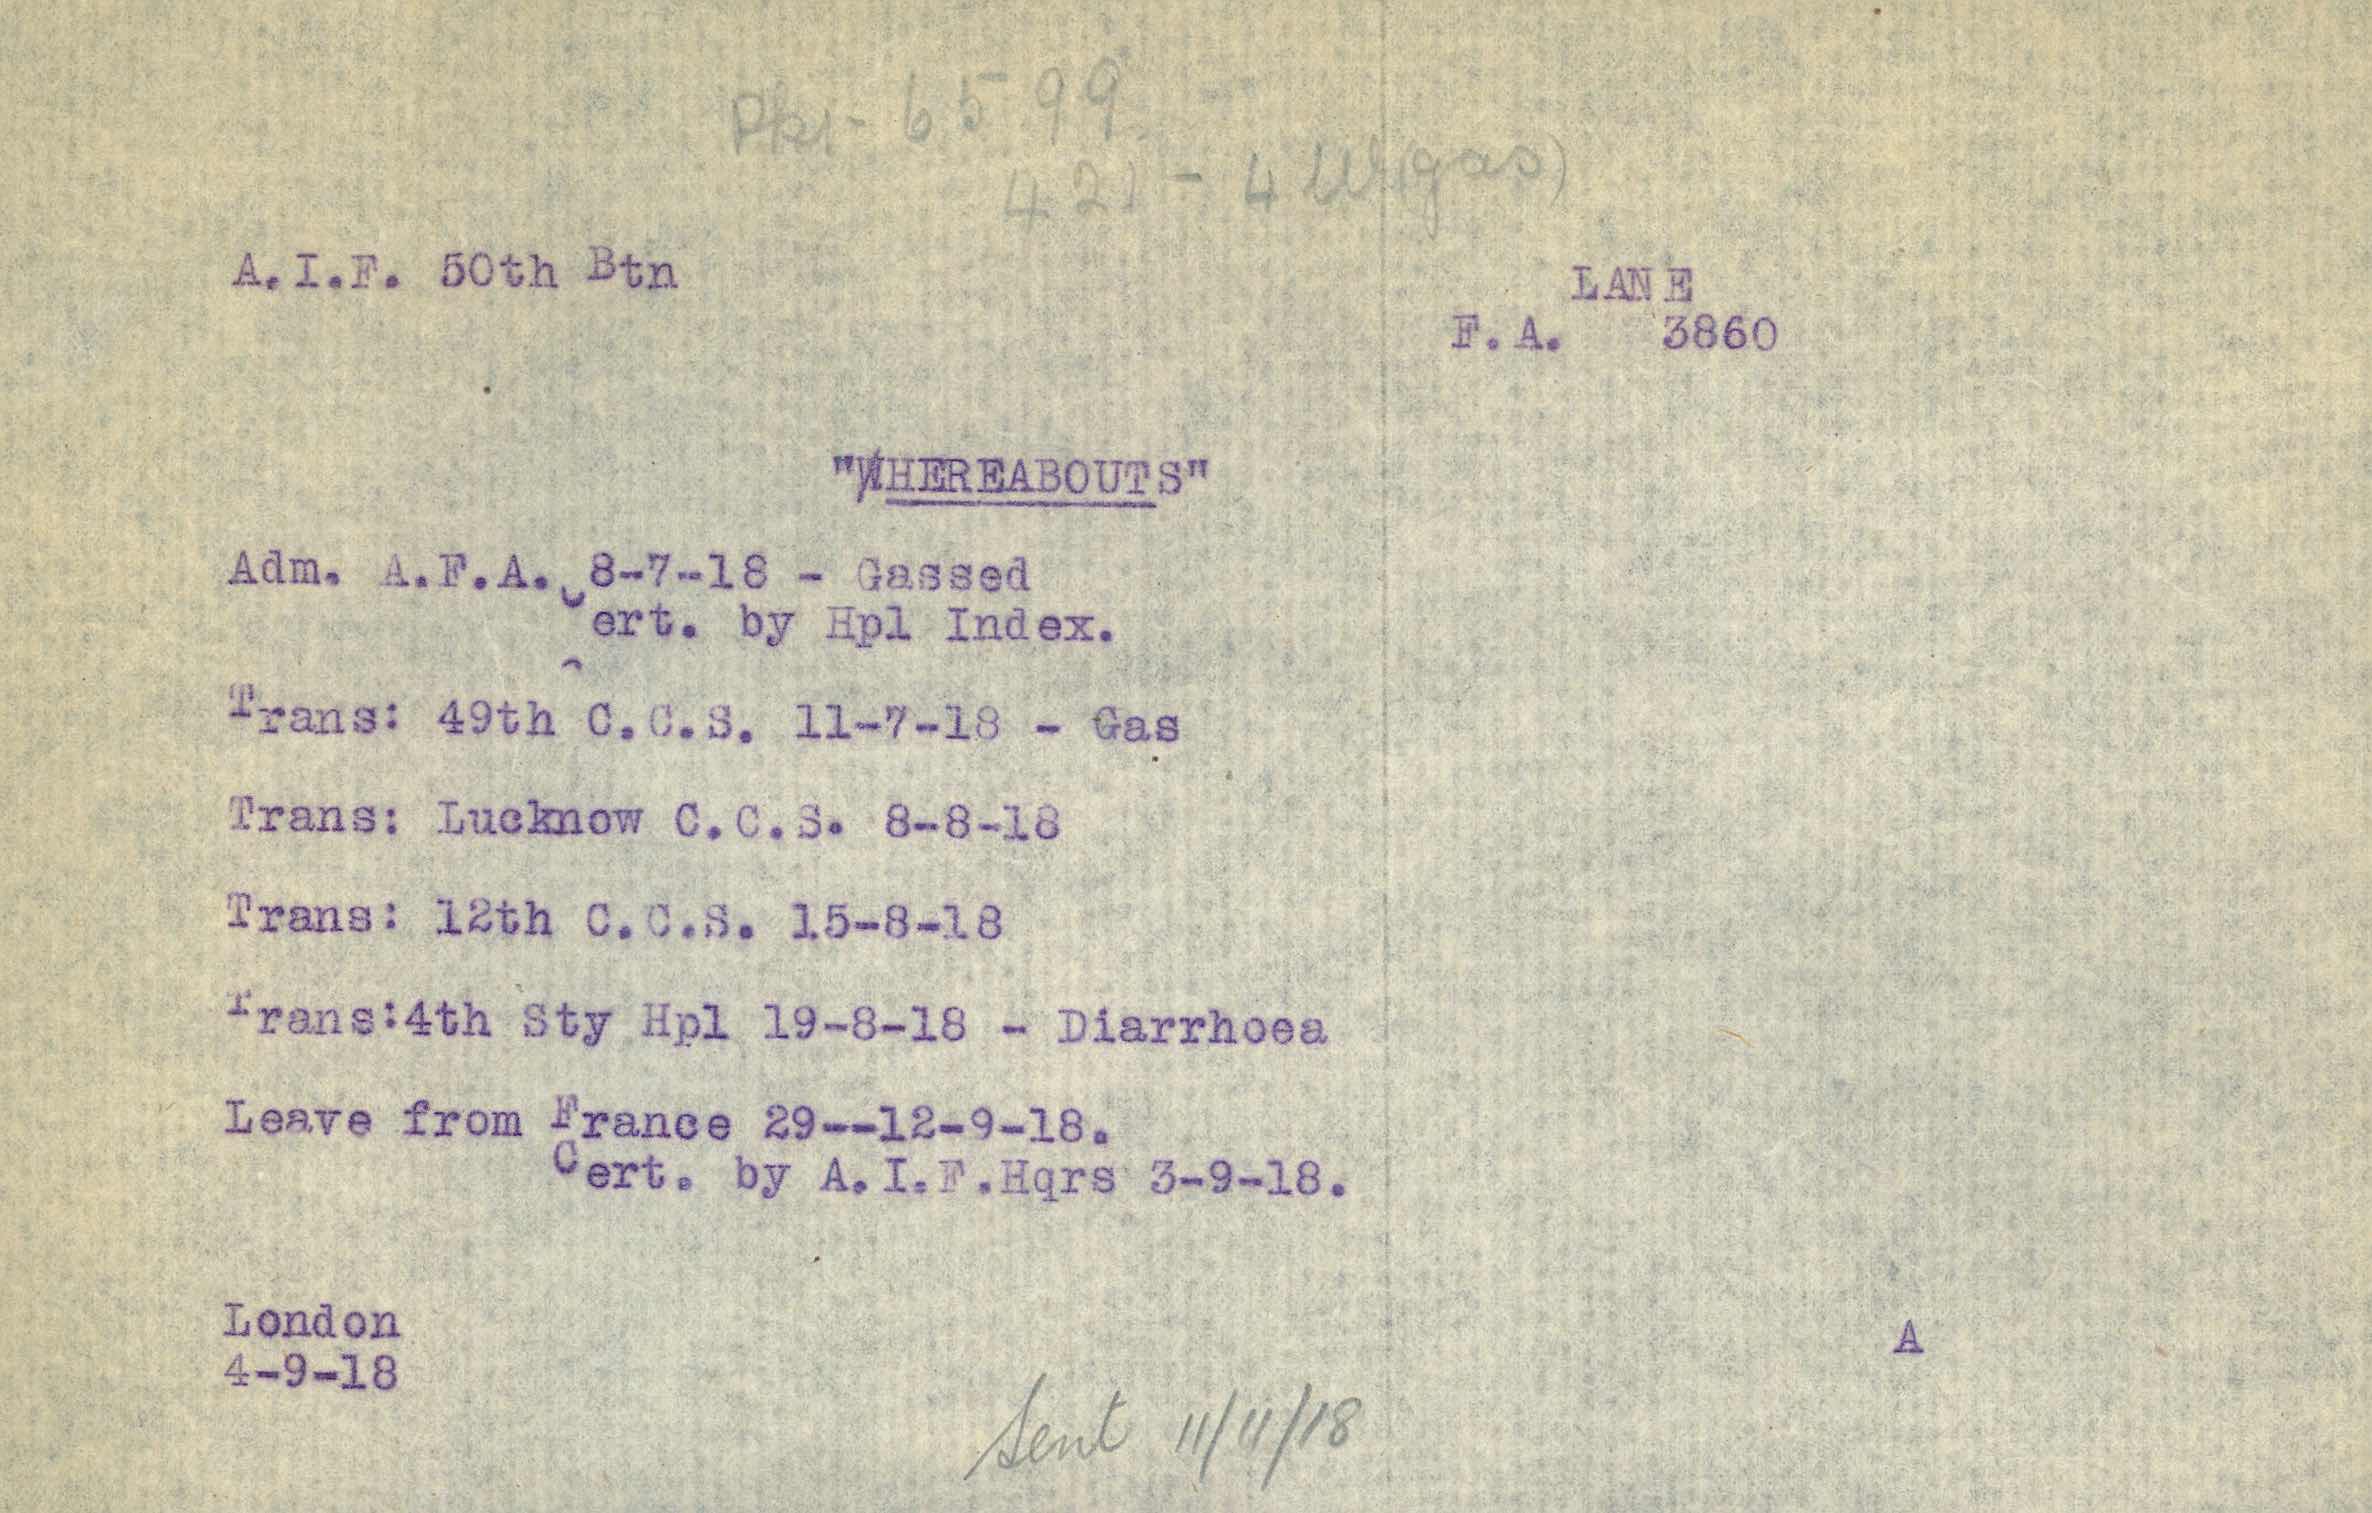 Pkt- 6599.
421 - 4 W(gas)
A.I.F. 50th Btn
LANE
F.A. 3860
"WHEREABOUTS"
Adm. A.F.A. 8-7-18 - Gassed
Cert. by Hpl Index.
Trans: 49th C.C.S. 11-7-18 - Gas
Trans: Lucknow C.C.S. 8-8-18
Trans: 12th C.C.S. 15-8-18
Trans:4th Sty Hpl 19-8-18 - Diarrhoea
Leave from France 29--12-9-18.
Cert. by A.I.F.Hqrs 3-9-18.
London
4-9-18
A
Sent 11/11/18